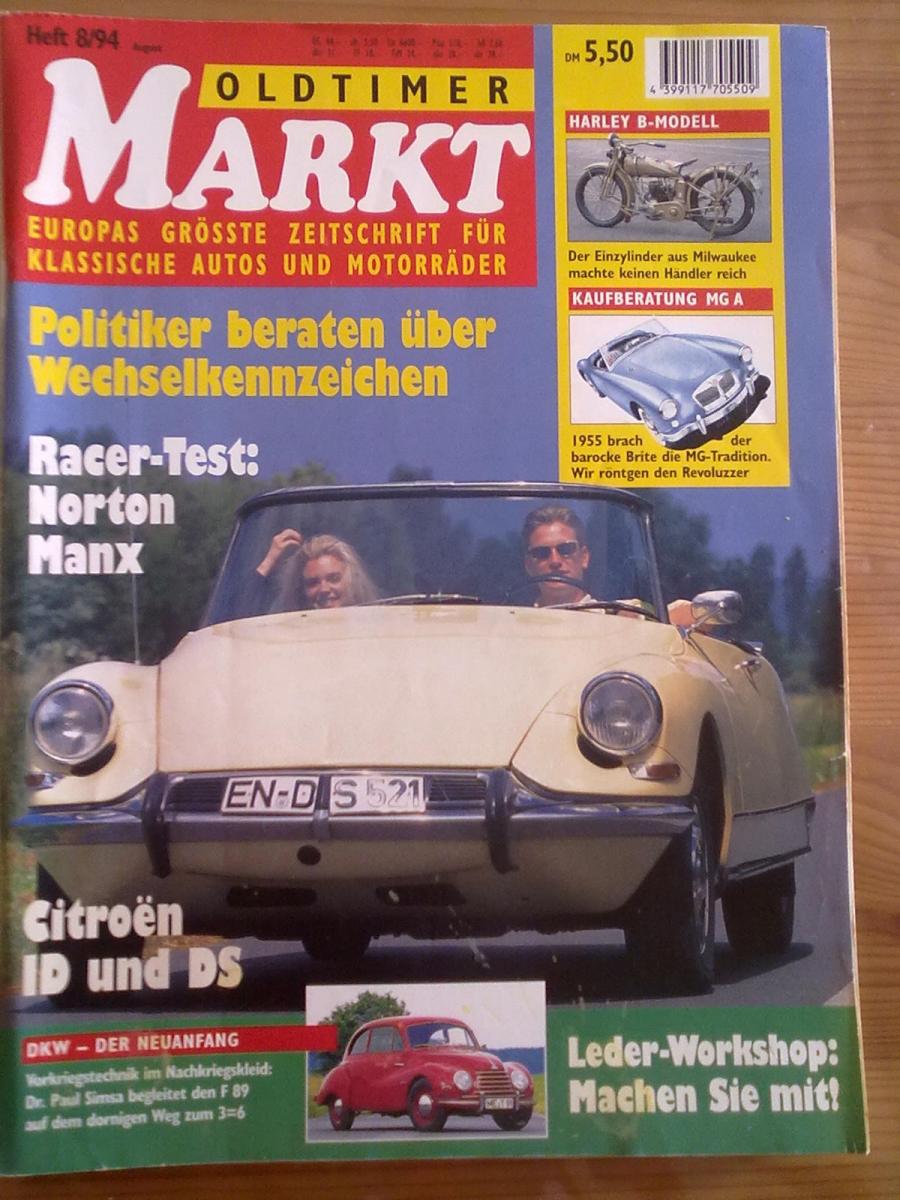 Heft 8/94 August
OLDTIMER
MARKT
EUROPAS GRÖSSTE ZEITSCHRIFT FÜR
KLASSISCHE AUTOS UND MOTORRÄDER
DM 5,50
4 399117 705509
HARLEY B-MODELL
Der Einzylinder aus Milwaukee
machte keinen Händler reich
KAUFBERATUNG MG A
1955 brach der
barocke Brite die MG-Tradition.
Wir röntgen den Revoluzzer
Politiker beraten über
Wechselkennzeichen
Racer-Test:
Norton
Manx
EN-D S 521
Citroën
ID und DS
DKW – DER NEUANFANG
Vorkriegstechnik im Nachkriegskleid:
Dr. Paul Simsa begleitet den F 89
auf dem dornigen Weg zum 3=6
Leder-Workshop:
Machen Sie mit!